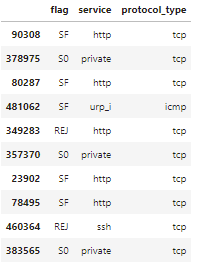 flag service protocol_type
90308 SF http tcp
378975 S0 private tcp
80287 SF http tcp
481062 SF urp_i icmp
349283 REJ http tcp
357370 S0 private tcp
23902 SF http tcp
78495 SF http tcp
460364 REJ ssh tcp
383565 S0 private tcp